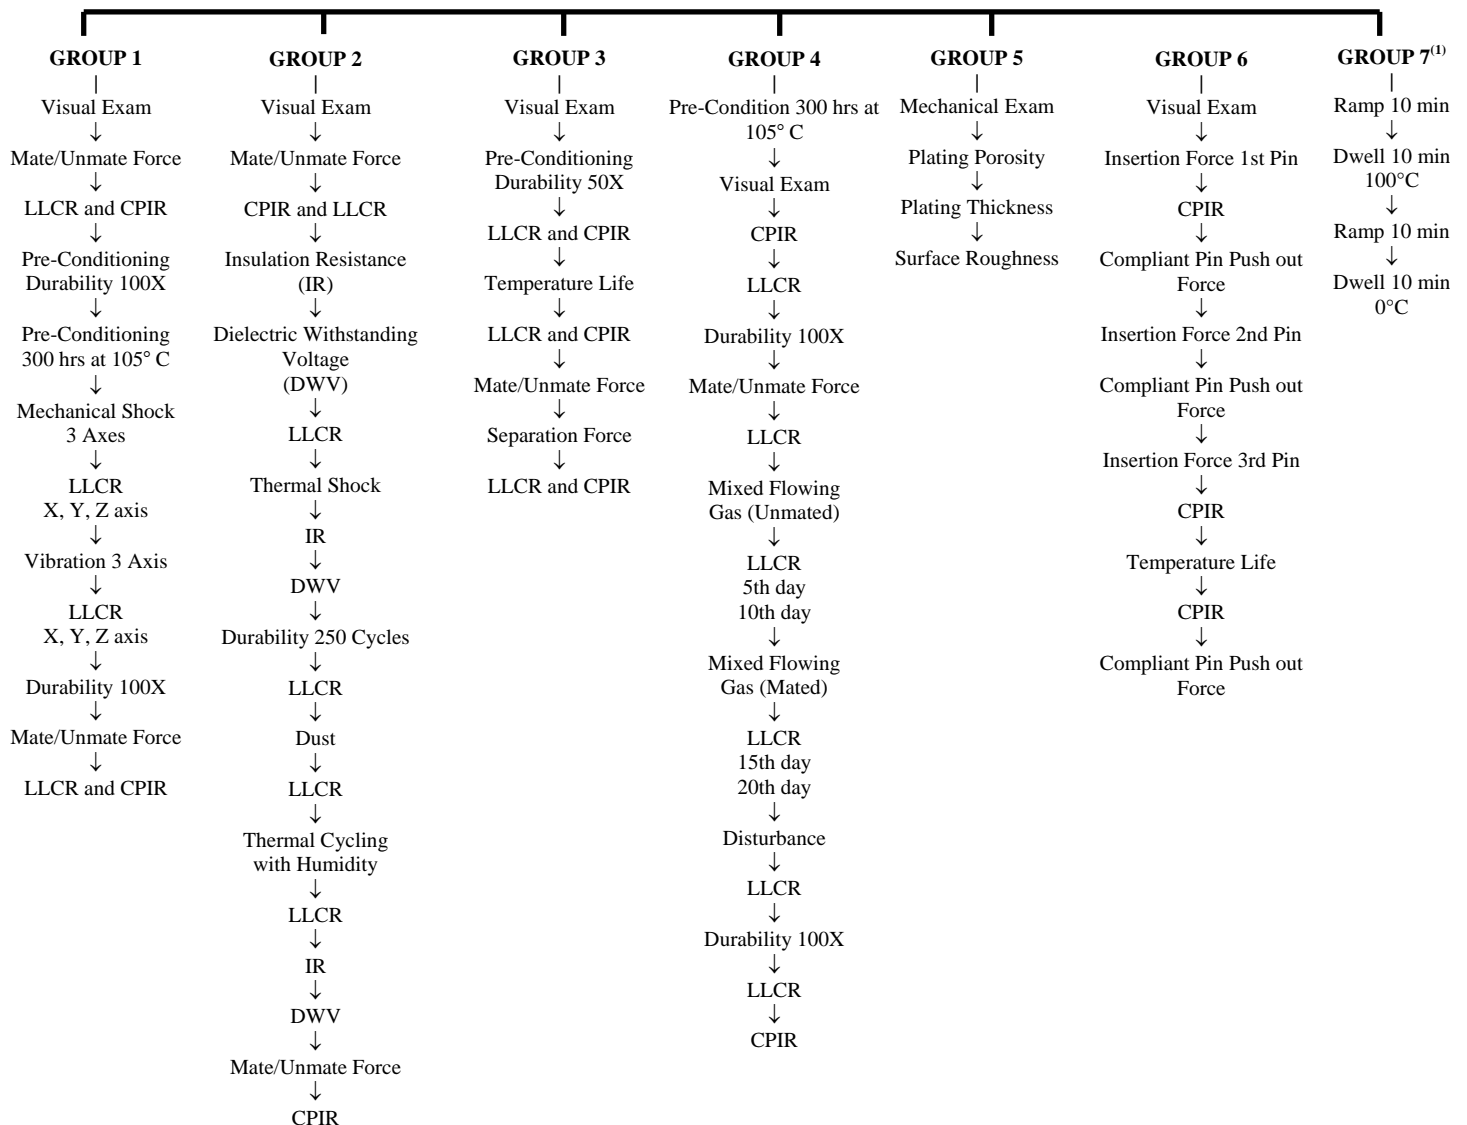 GROUP 1
Visual Exam
↓
Mate/Unmate Force
↓
LLCR and CPIR
↓
Pre-Conditioning
Durability 100X
↓
Pre-Conditioning
300 hrs at 105° C
↓
Mechanical Shock
3 Axes
↓
LLCR
X, Y, Z axis
↓
Vibration 3 Axis
↓
LLCR
X, Y, Z axis
↓
Durability 100X
↓
Mate/Unmate Force
↓
LLCR and CPIR
GROUP 2
Visual Exam
↓
Mate/Unmate Force
↓
CPIR and LLCR
↓
Insulation Resistance
(IR)
↓
Dielectric Withstanding
Voltage
(DWV)
↓
LLCR
↓
Thermal Shock
↓
IR
↓
DWV
↓
Durability 250 Cycles
↓
LLCR
↓
Dust
↓
LLCR
↓
Thermal Cycling
with Humidity
↓
LLCR
↓
IR
↓
DWV
↓
Mate/Unmate Force
↓
CPIR
GROUP 3
Visual Exam
↓
Pre-Conditioning
Durability 50X
↓
LLCR and CPIR
↓
Temperature Life
↓
LLCR and CPIR
↓
Mate/Unmate Force
↓
Separation Force
↓
LLCR and CPIR
GROUP 4
Pre-Condition 300 hrs at
105° C
↓
Visual Exam
↓
CPIR
↓
LLCR
↓
Durability 100X
↓
Mate/Unmate Force
↓
LLCR
↓
Mixed Flowing
Gas (Unmated)
↓
LLCR
5th day
10th day
↓
Mixed Flowing
Gas (Mated)
↓
LLCR
15th day
20th day
↓
Disturbance
↓
LLCR
↓
Durability 100X
↓
LLCR
↓
CPIR
GROUP 5
Mechanical Exam
↓
Plating Porosity
↓
Plating Thickness
↓
Surface Roughness
GROUP 6
Visual Exam
↓
Insertion Force 1st Pin
↓
CPIR
↓
Compliant Pin Push out
Force
↓
Insertion Force 2nd Pin
↓
Compliant Pin Push out
Force
↓
Insertion Force 3rd Pin
↓
CPIR
↓
Temperature Life
↓
CPIR
↓
Compliant Pin Push out
Force
GROUP 7(1)
Ramp 10 min
↓
Dwell 10 min
100°C
↓
Ramp 10 min
↓
Dwell 10 min
0°C